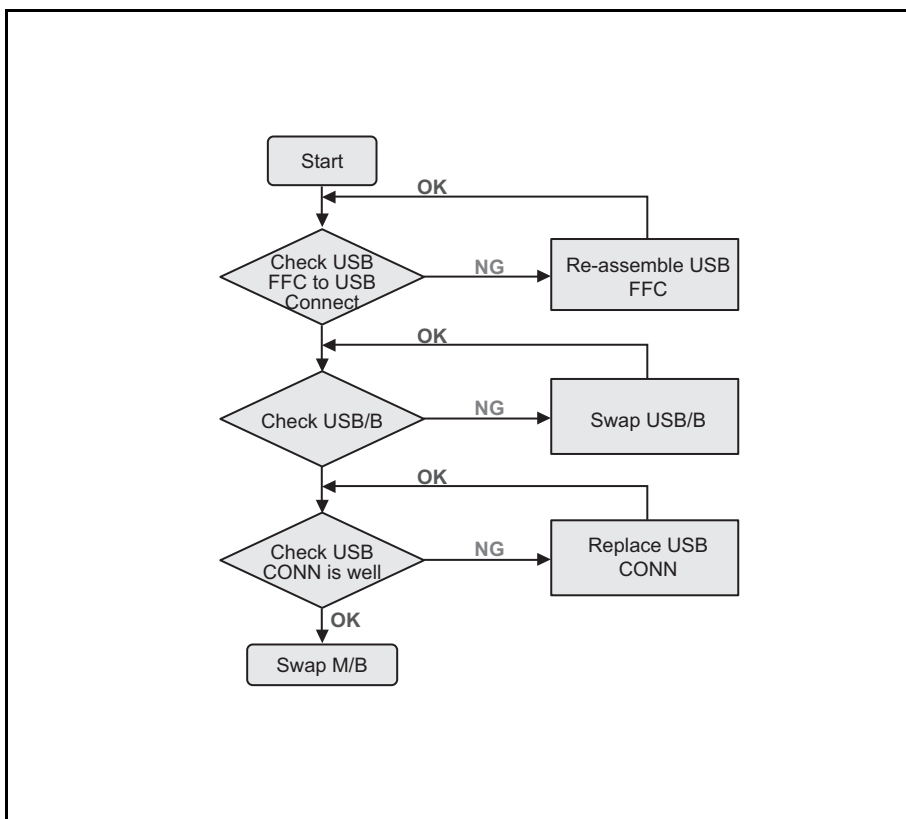 Start
OK
Check USB
FFC to USB
Connect
NG
Re-assemble USB
FFC
OK
Check USB/B
NG
Swap USB/B
OK
Check USB
CONN is well
NG
Replace USB
CONN
OK
Swap M/B